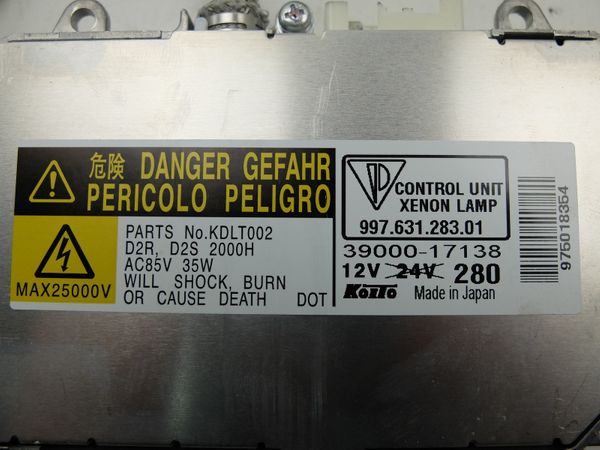 危険 DANGER GEFAHR
PERICOLO PELIGRO
MAX25000V
PARTS No.KDLT002
D2R, D2S 2000H
AC85V 35W
WILL SHOCK, BURN
OR CAUSE DEATH DOT
CONTROL UNIT
XENON LAMP
997.631.283.01
39000-17138
12V 24V 280
KOITO Made in Japan
975018354